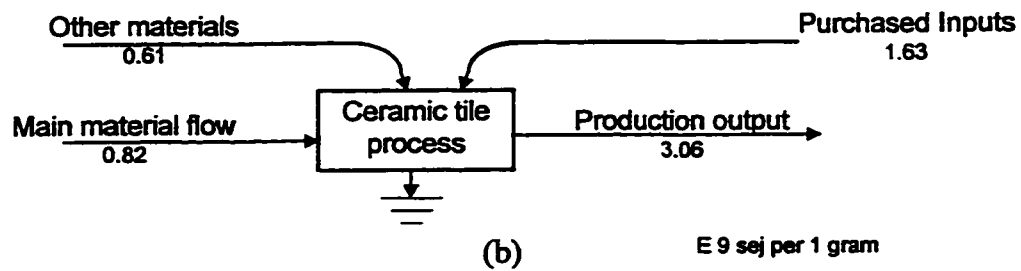 Other materials
0.61
Purchased Inputs
1.63
Main material flow
0.82
Ceramic tile
process
Production output
3.06
(b)
E 9 sej per 1 gram